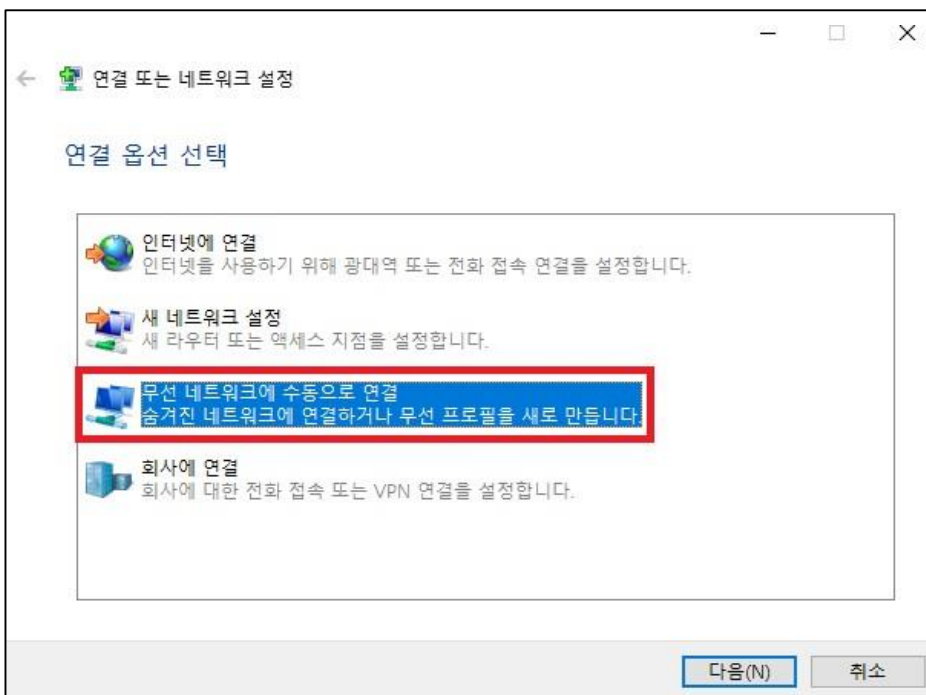 연결 또는 네트워크 설정
연결 옵션 선택
인터넷에 연결
인터넷을 사용하기 위해 광대역 또는 전화 접속 연결을 설정합니다.
새 네트워크 설정
새 라우터 또는 액세스 지점을 설정합니다.
무선 네트워크에 수동으로 연결
숨겨진 네트워크에 연결하거나 무선 프로필을 새로 만듭니다.
회사에 연결
회사에 대한 전화 접속 또는 VPN 연결을 설정합니다.
다음(N) 취소